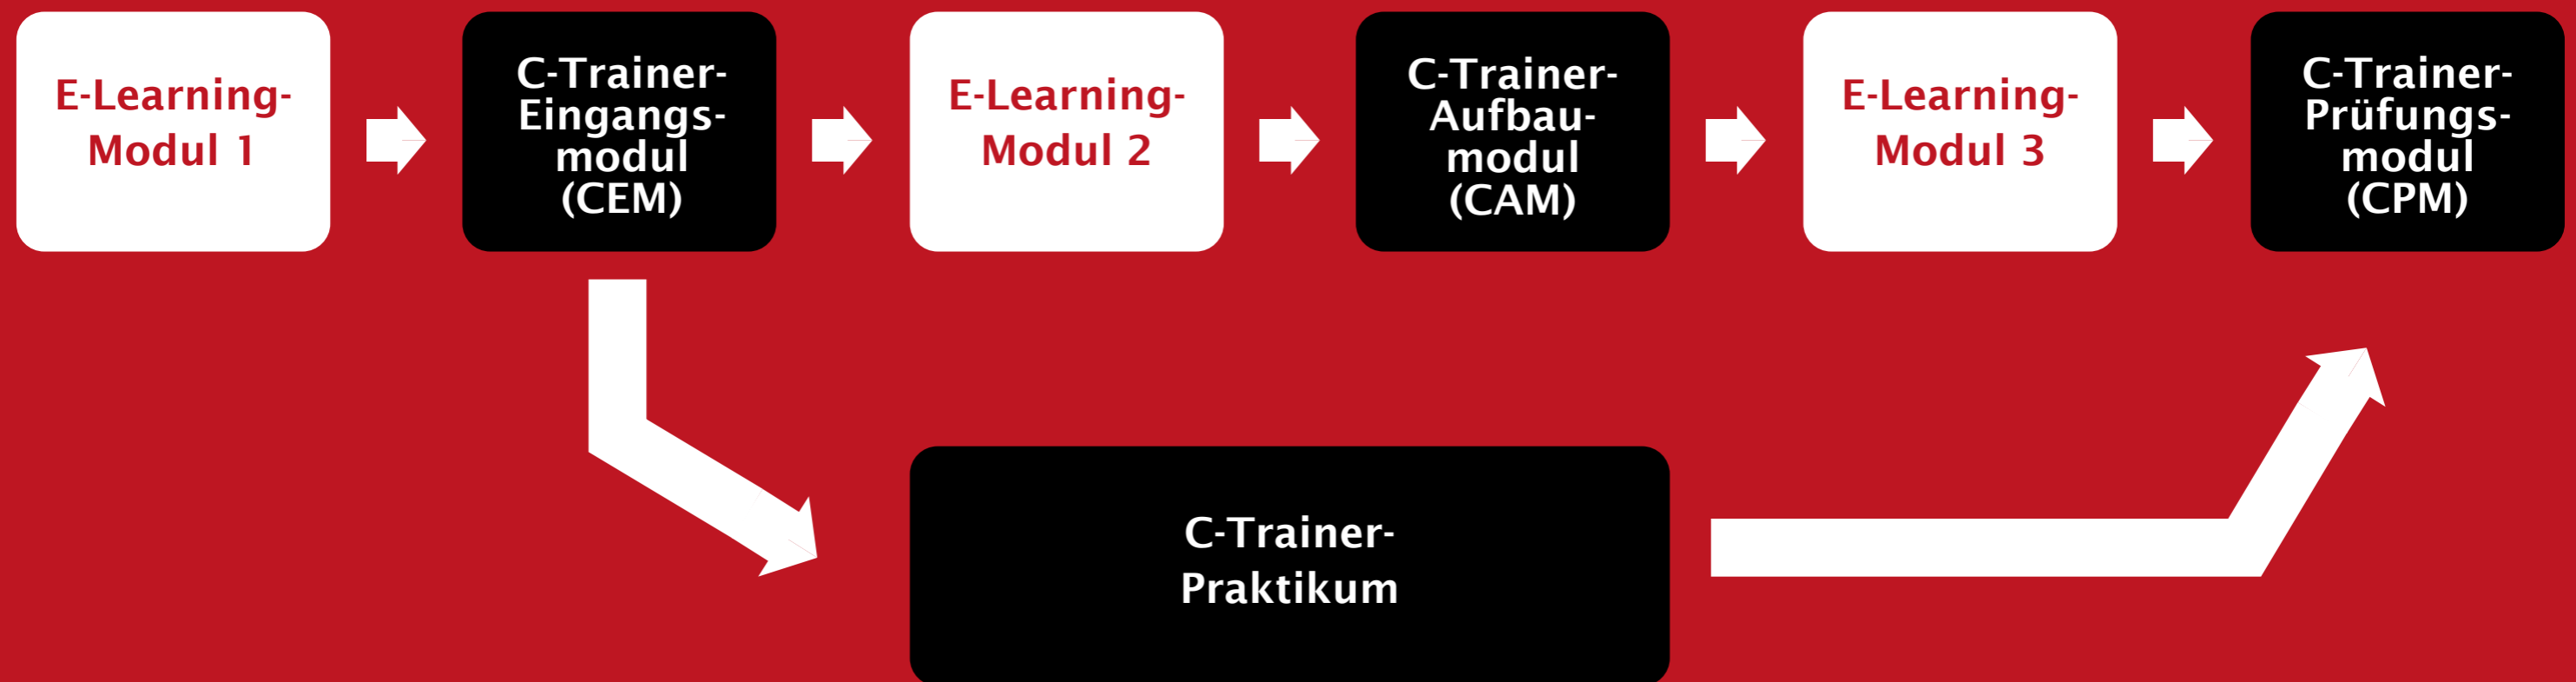 E-Learning-
Modul 1
C-Trainer-
Eingangs-
modul
(CEM)
E-Learning-
Modul 2
C-Trainer-
Aufbau-
modul
(CAM)
E-Learning-
Modul 3
C-Trainer-
Prüfungs-
modul
(CPM)
C-Trainer-
Praktikum